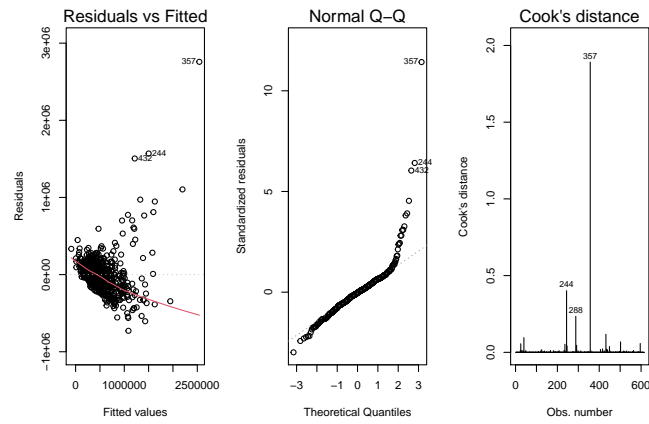 Residuals vs Fitted
3e+06
2e+06
1e+06
0e+00
−1e+06
Residuals
357
244
432
0
1000000
2500000
Fitted values
Normal Q−Q
10
5
0
Standardized residuals
357
244
432
−3
−1
0
1
2
3
Theoretical Quantiles
Cook's distance
2.0
1.5
1.0
0.5
0.0
Cook's distance
357
244
288
0
200
400
600
Obs. number